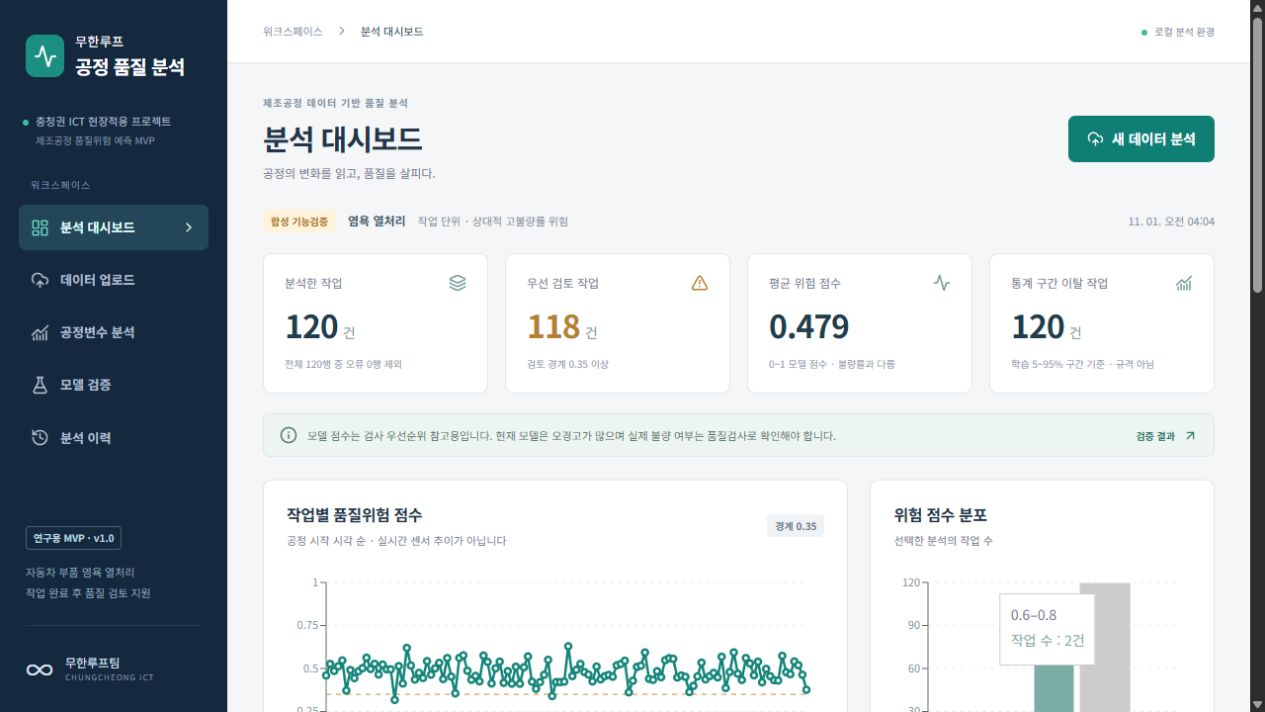 무한루프
공정 품질 분석
충청권 ICT 현장적용 프로젝트
제조공정 품질위험 예측 MVP
워크스페이스
분석 대시보드
데이터 업로드
공정변수 분석
모델 검증
분석 이력
연구용 MVP · v1.0
자동차 부품 염욕 열처리
작업 완료 후 품질 검토 지원
무한루프팀
CHUNGCHEONG ICT
워크스페이스 > 분석 대시보드
로컬 분석 환경
제조공정 데이터 기반 품질 분석
분석 대시보드
공정의 변화를 읽고, 품질을 살피다.
새 데이터 분석
합성 기능검증 염욕 열처리 작업 단위 · 상대적 고불량률 위험
11. 01. 오전 04:04
분석한 작업
120 건
전체 120행 중 오류 0행 제외
우선 검토 작업
118 건
검토 경계 0.35 이상
평균 위험 점수
0.479
0~1 모델 점수 · 불량률과 다름
통계 구간 이탈 작업
120 건
학습 5~95% 구간 기준 · 규격 아님
모델 점수는 검사 우선순위 참고용입니다. 현재 모델은 오경고가 많으며 실제 불량 여부는 품질검사로 확인해야 합니다.
검증 결과
작업별 품질위험 점수
공정 시작 시각 순 · 실시간 센서 추이가 아닙니다
경계 0.35
1
0.75
0.5
0.25
위험 점수 분포
선택한 분석의 작업 수
120
90
60
30
0.6–0.8
작업 수 : 2건